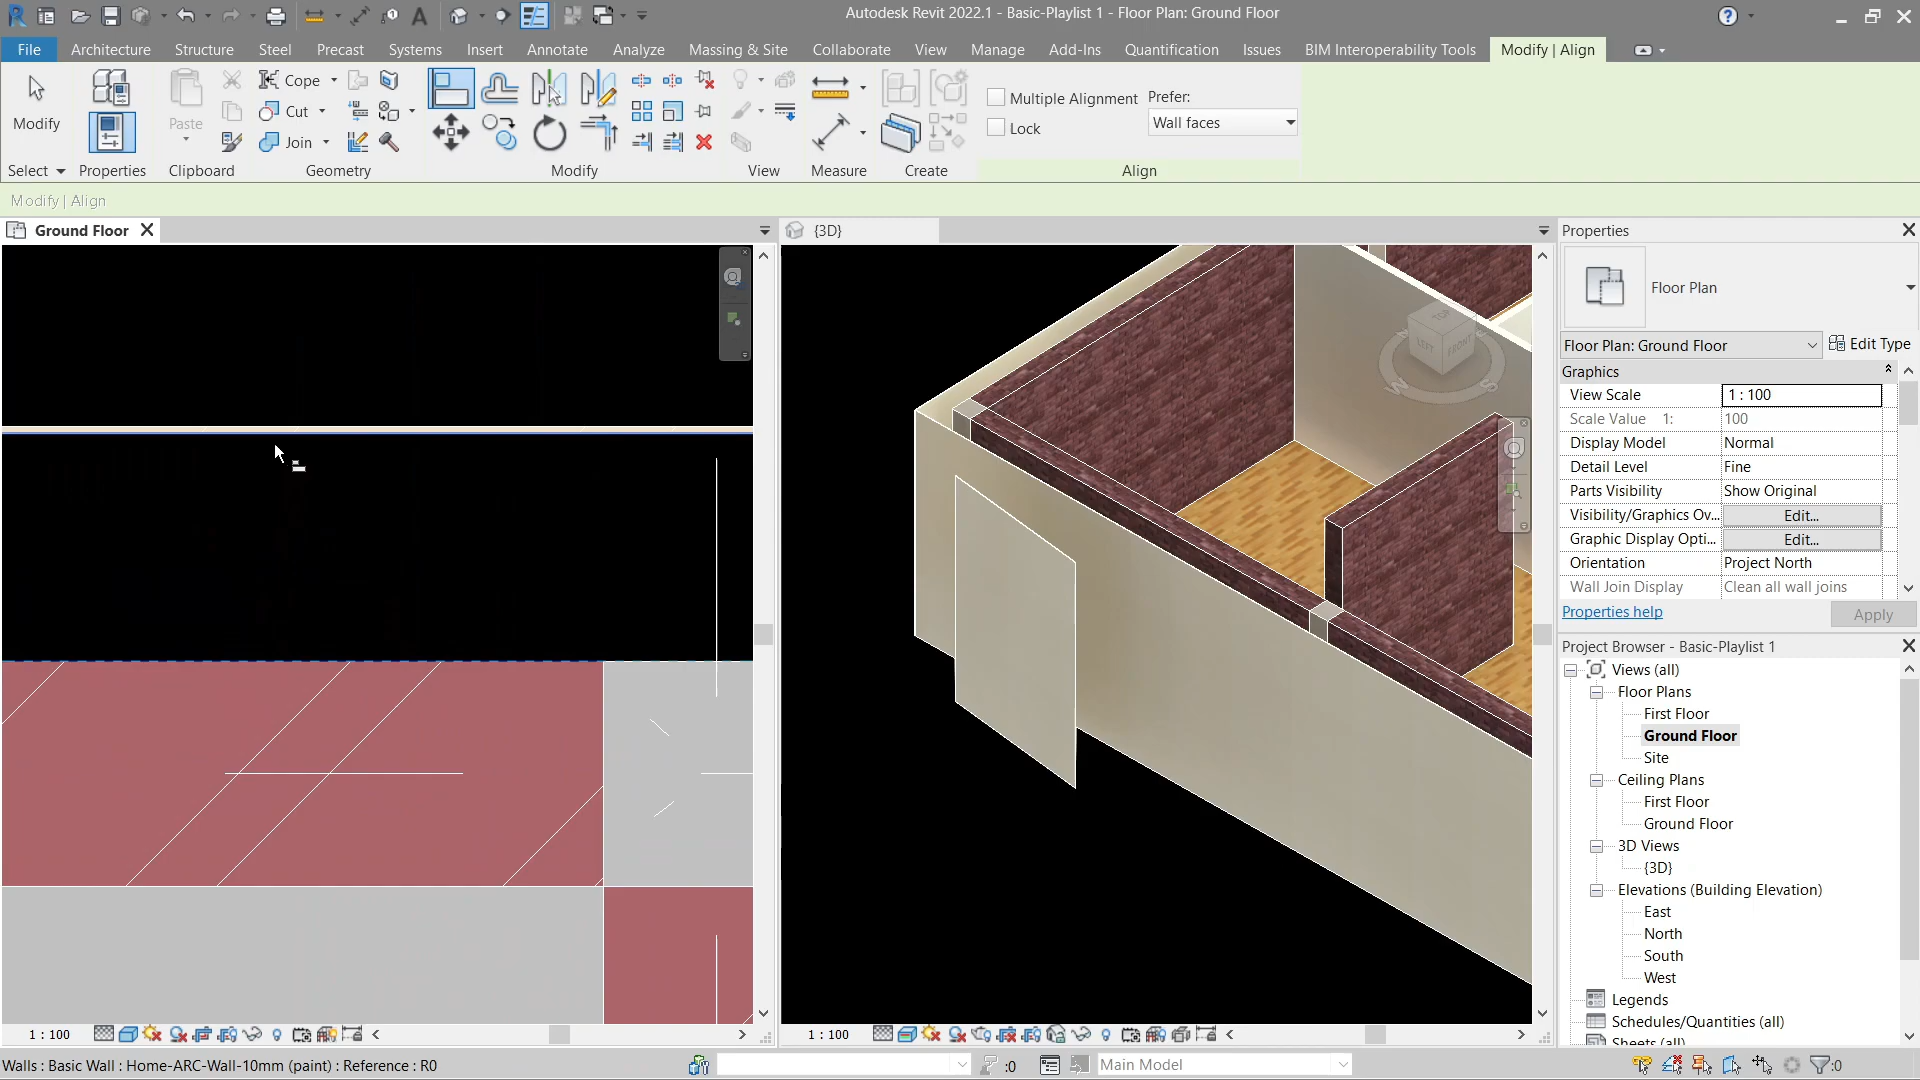 Autodesk Revit 2022.1 - Basic-Playlist 1 - Floor Plan: Ground Floor
File Architecture Structure Steel Precast Systems Insert Annotate Analyze Massing & Site Collaborate View Manage Add-Ins Quantification Issues BIM Interoperability Tools Modify | Align
Modify Paste Cope Cut Join
Multiple Alignment Prefer:
Lock Wall faces
Select Properties Clipboard Geometry Modify View Measure Create Align
Modify | Align
Ground Floor
{3D}
TOP
LEFT FRONT
W S
1 : 100
1 : 100
Properties
Floor Plan
Floor Plan: Ground Floor Edit Type
Graphics
View Scale 1 : 100
Scale Value 1: 100
Display Model Normal
Detail Level Fine
Parts Visibility Show Original
Visibility/Graphics Ov... Edit...
Graphic Display Opti... Edit...
Orientation Project North
Wall Join Display Clean all wall joins
Properties help Apply
Project Browser - Basic-Playlist 1
Views (all)
Floor Plans
First Floor
Ground Floor
Site
Ceiling Plans
First Floor
Ground Floor
3D Views
{3D}
Elevations (Building Elevation)
East
North
South
West
Legends
Schedules/Quantities (all)
Sheets (all)
Walls : Basic Wall : Home-ARC-Wall-10mm (paint) : Reference : R0
:0 Main Model :0